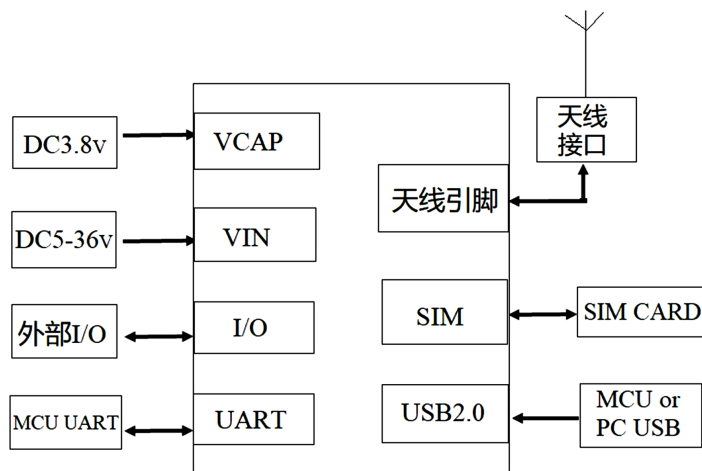 天线
接口
DC3.8v
VCAP
天线引脚
DC5-36v
VIN
外部I/O
I/O
SIM
SIM CARD
MCU UART
UART
USB2.0
MCU or
PC USB